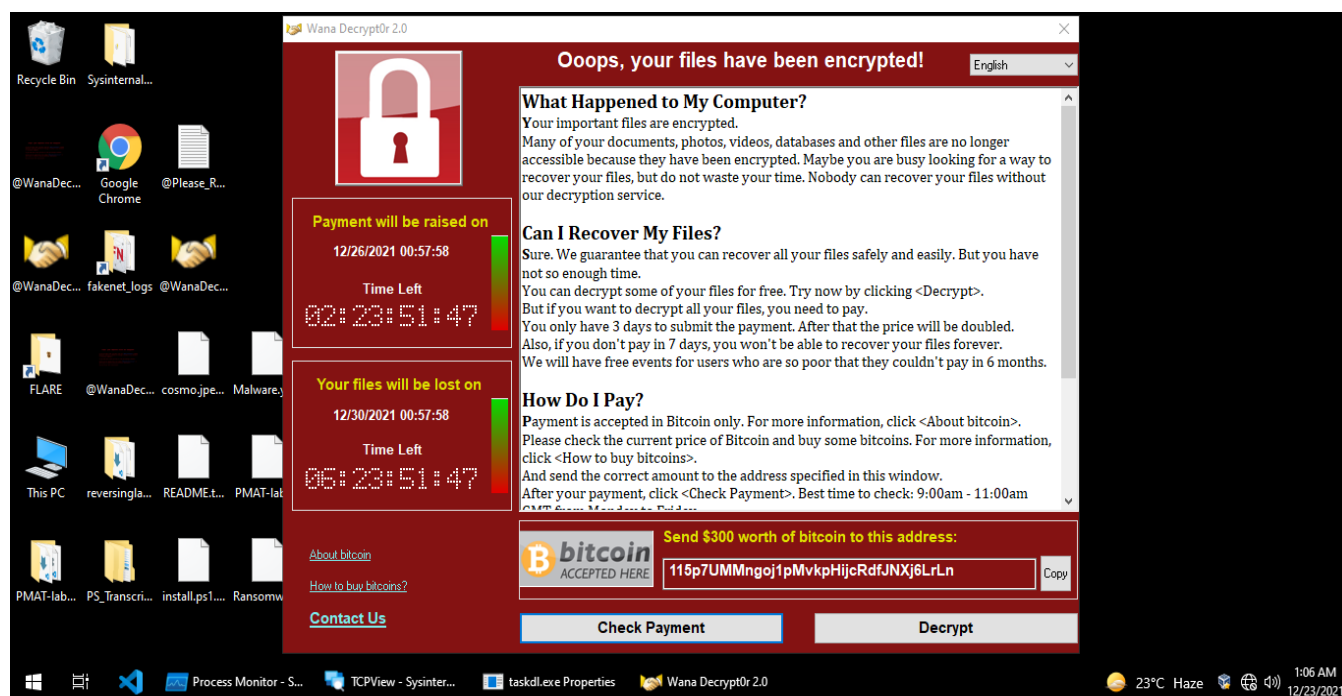 Wana Decrypt0r 2.0
Ooops, your files have been encrypted!
English
What Happened to My Computer?
Your important files are encrypted.
Many of your documents, photos, videos, databases and other files are no longer
accessible because they have been encrypted. Maybe you are busy looking for a way to
recover your files, but do not waste your time. Nobody can recover your files without
our decryption service.
Can I Recover My Files?
Sure. We guarantee that you can recover all your files safely and easily. But you have
not so enough time.
You can decrypt some of your files for free. Try now by clicking <Decrypt>.
But if you want to decrypt all your files, you need to pay.
You only have 3 days to submit the payment. After that the price will be doubled.
Also, if you don't pay in 7 days, you won't be able to recover your files forever.
We will have free events for users who are so poor that they couldn't pay in 6 months.
How Do I Pay?
Payment is accepted in Bitcoin only. For more information, click <About bitcoin>.
Please check the current price of Bitcoin and buy some bitcoins. For more information,
click <How to buy bitcoins>.
And send the correct amount to the address specified in this window.
After your payment, click <Check Payment>. Best time to check: 9:00am - 11:00am
GMT from Monday to Friday.
Payment will be raised on
12/26/2021 00:57:58
Time Left
02:23:51:47
Your files will be lost on
12/30/2021 00:57:58
Time Left
06:23:51:47
About bitcoin
How to buy bitcoins?
Contact Us
bitcoin
ACCEPTED HERE
Send $300 worth of bitcoin to this address:
115p7UMMngoj1pMvkpHijcRdfJNXj6LrLn
Copy
Check Payment
Decrypt
Recycle Bin
Sysinternal...
@WanaDec...
Google
Chrome
@Please_R...
@WanaDec...
fakenet_logs
@WanaDec...
FLARE
@WanaDec...
cosmo.jpe...
Malware.y
This PC
reversingla...
README.t...
PMAT-lab
PMAT-lab...
PS_Transcri...
install.ps1....
Ransomw
Process Monitor - S...
TCPView - Sysinter...
taskdl.exe Properties
Wana Decrypt0r 2.0
23°C Haze
1:06 AM
12/23/202